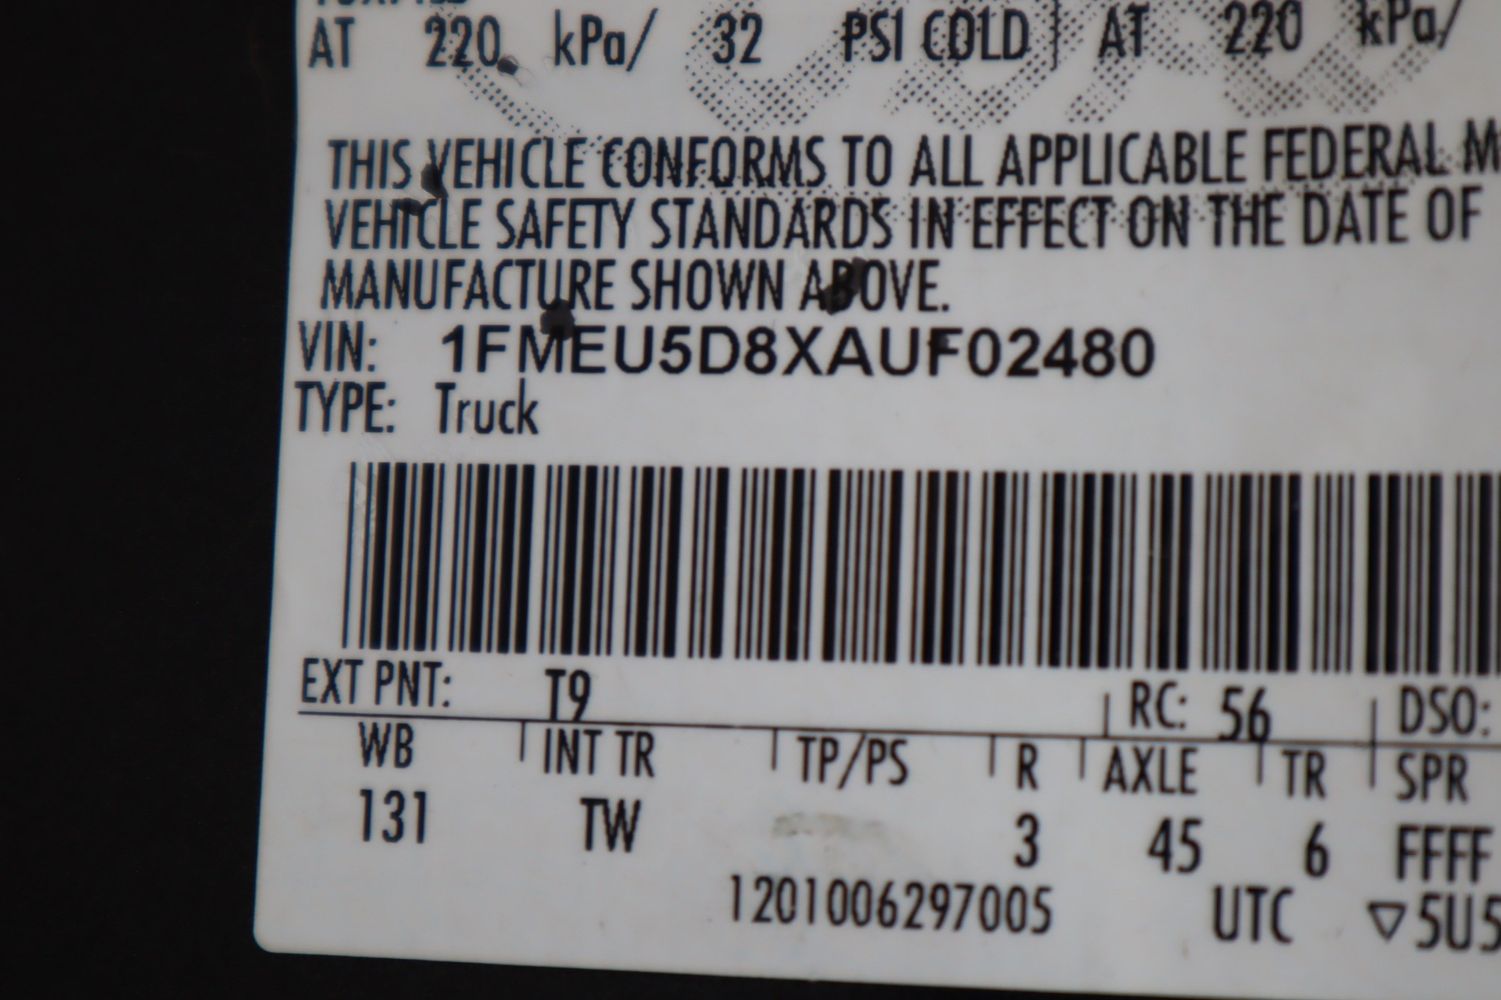 AT 220 kPa/ 32 PSI COLD AT 220 kPa/
THIS VEHICLE CONFORMS TO ALL APPLICABLE FEDERAL M
VEHICLE SAFETY STANDARDS IN EFFECT ON THE DATE OF
MANUFACTURE SHOWN ABOVE.
VIN: 1FMEU5D8XAUF02480
TYPE: Truck
EXT PNT: T9 RC: 56 DSO:
WB INT TR TP/PS R AXLE TR SPR
131 TW 3 45 6 FFFF
1201006297005 UTC ▽5U5